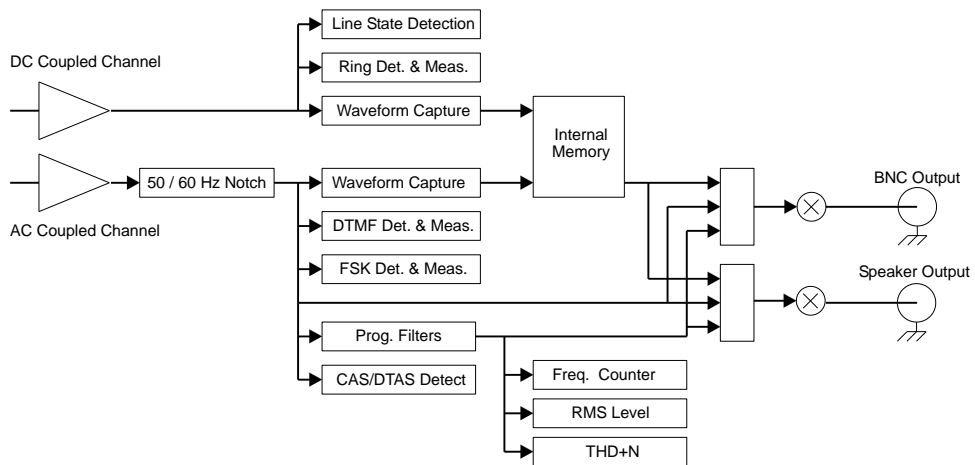 Line State Detection
DC Coupled Channel
Ring Det. & Meas.
Waveform Capture
Internal
Memory
50 / 60 Hz Notch
Waveform Capture
BNC Output
AC Coupled Channel
DTMF Det. & Meas.
FSK Det. & Meas.
Speaker Output
Prog. Filters
CAS/DTAS Detect
Freq. Counter
RMS Level
THD+N